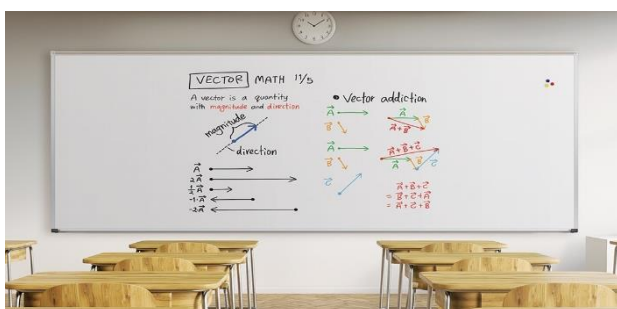 VECTOR MATH 11/5
A vector is a quantity
with magnitude and direction
magnitude
direction
A
2A
½A
-1·A
-2A
• Vector addiction
A
B
A
B
A+B
A
B
C
A+B+C
A
B
C
A+B+C
= B+C+A
= A+C+B